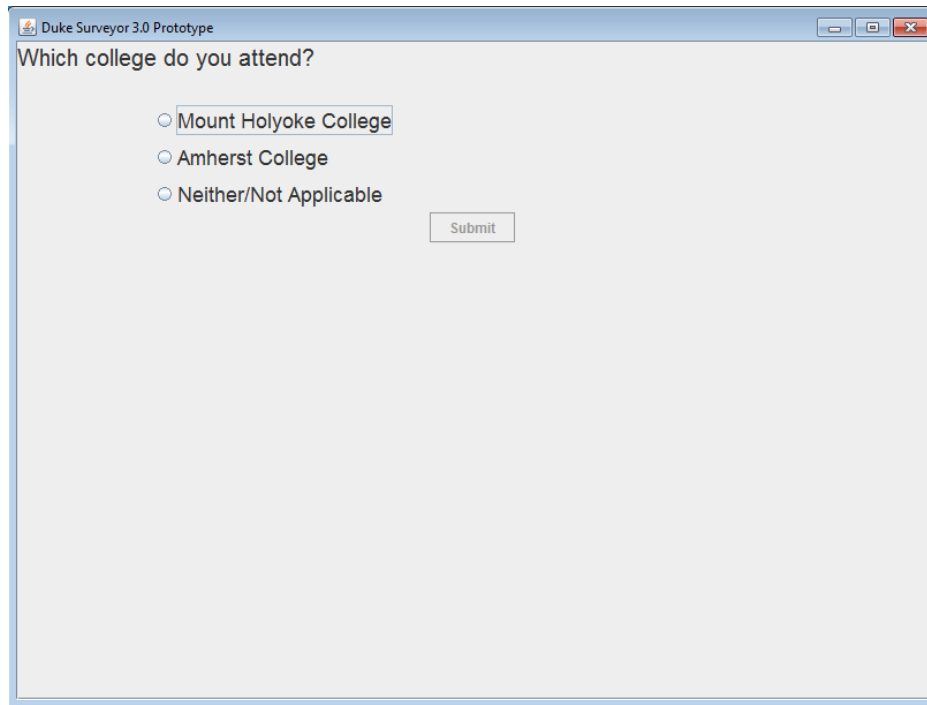 Duke Surveyor 3.0 Prototype
Which college do you attend?
Mount Holyoke College
Amherst College
Neither/Not Applicable
Submit